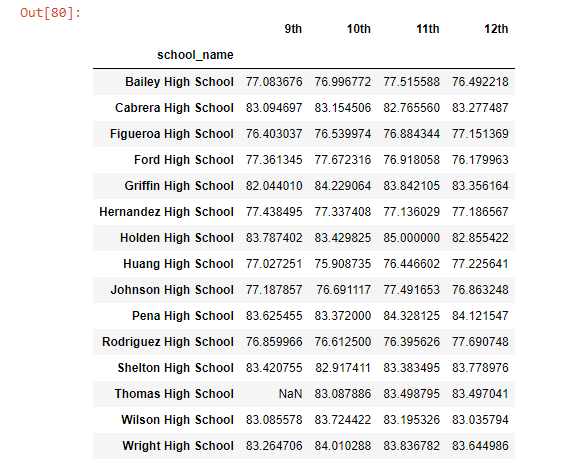 Out[80]:
9th 10th 11th 12th
school_name
Bailey High School 77.083676 76.996772 77.515588 76.492218
Cabrera High School 83.094697 83.154506 82.765560 83.277487
Figueroa High School 76.403037 76.539974 76.884344 77.151369
Ford High School 77.361345 77.672316 76.918058 76.179963
Griffin High School 82.044010 84.229064 83.842105 83.356164
Hernandez High School 77.438495 77.337408 77.136029 77.186567
Holden High School 83.787402 83.429825 85.000000 82.855422
Huang High School 77.027251 75.908735 76.446602 77.225641
Johnson High School 77.187857 76.691117 77.491653 76.863248
Pena High School 83.625455 83.372000 84.328125 84.121547
Rodriguez High School 76.859966 76.612500 76.395626 77.690748
Shelton High School 83.420755 82.917411 83.383495 83.778976
Thomas High School NaN 83.087886 83.498795 83.497041
Wilson High School 83.085578 83.724422 83.195326 83.035794
Wright High School 83.264706 84.010288 83.836782 83.644986